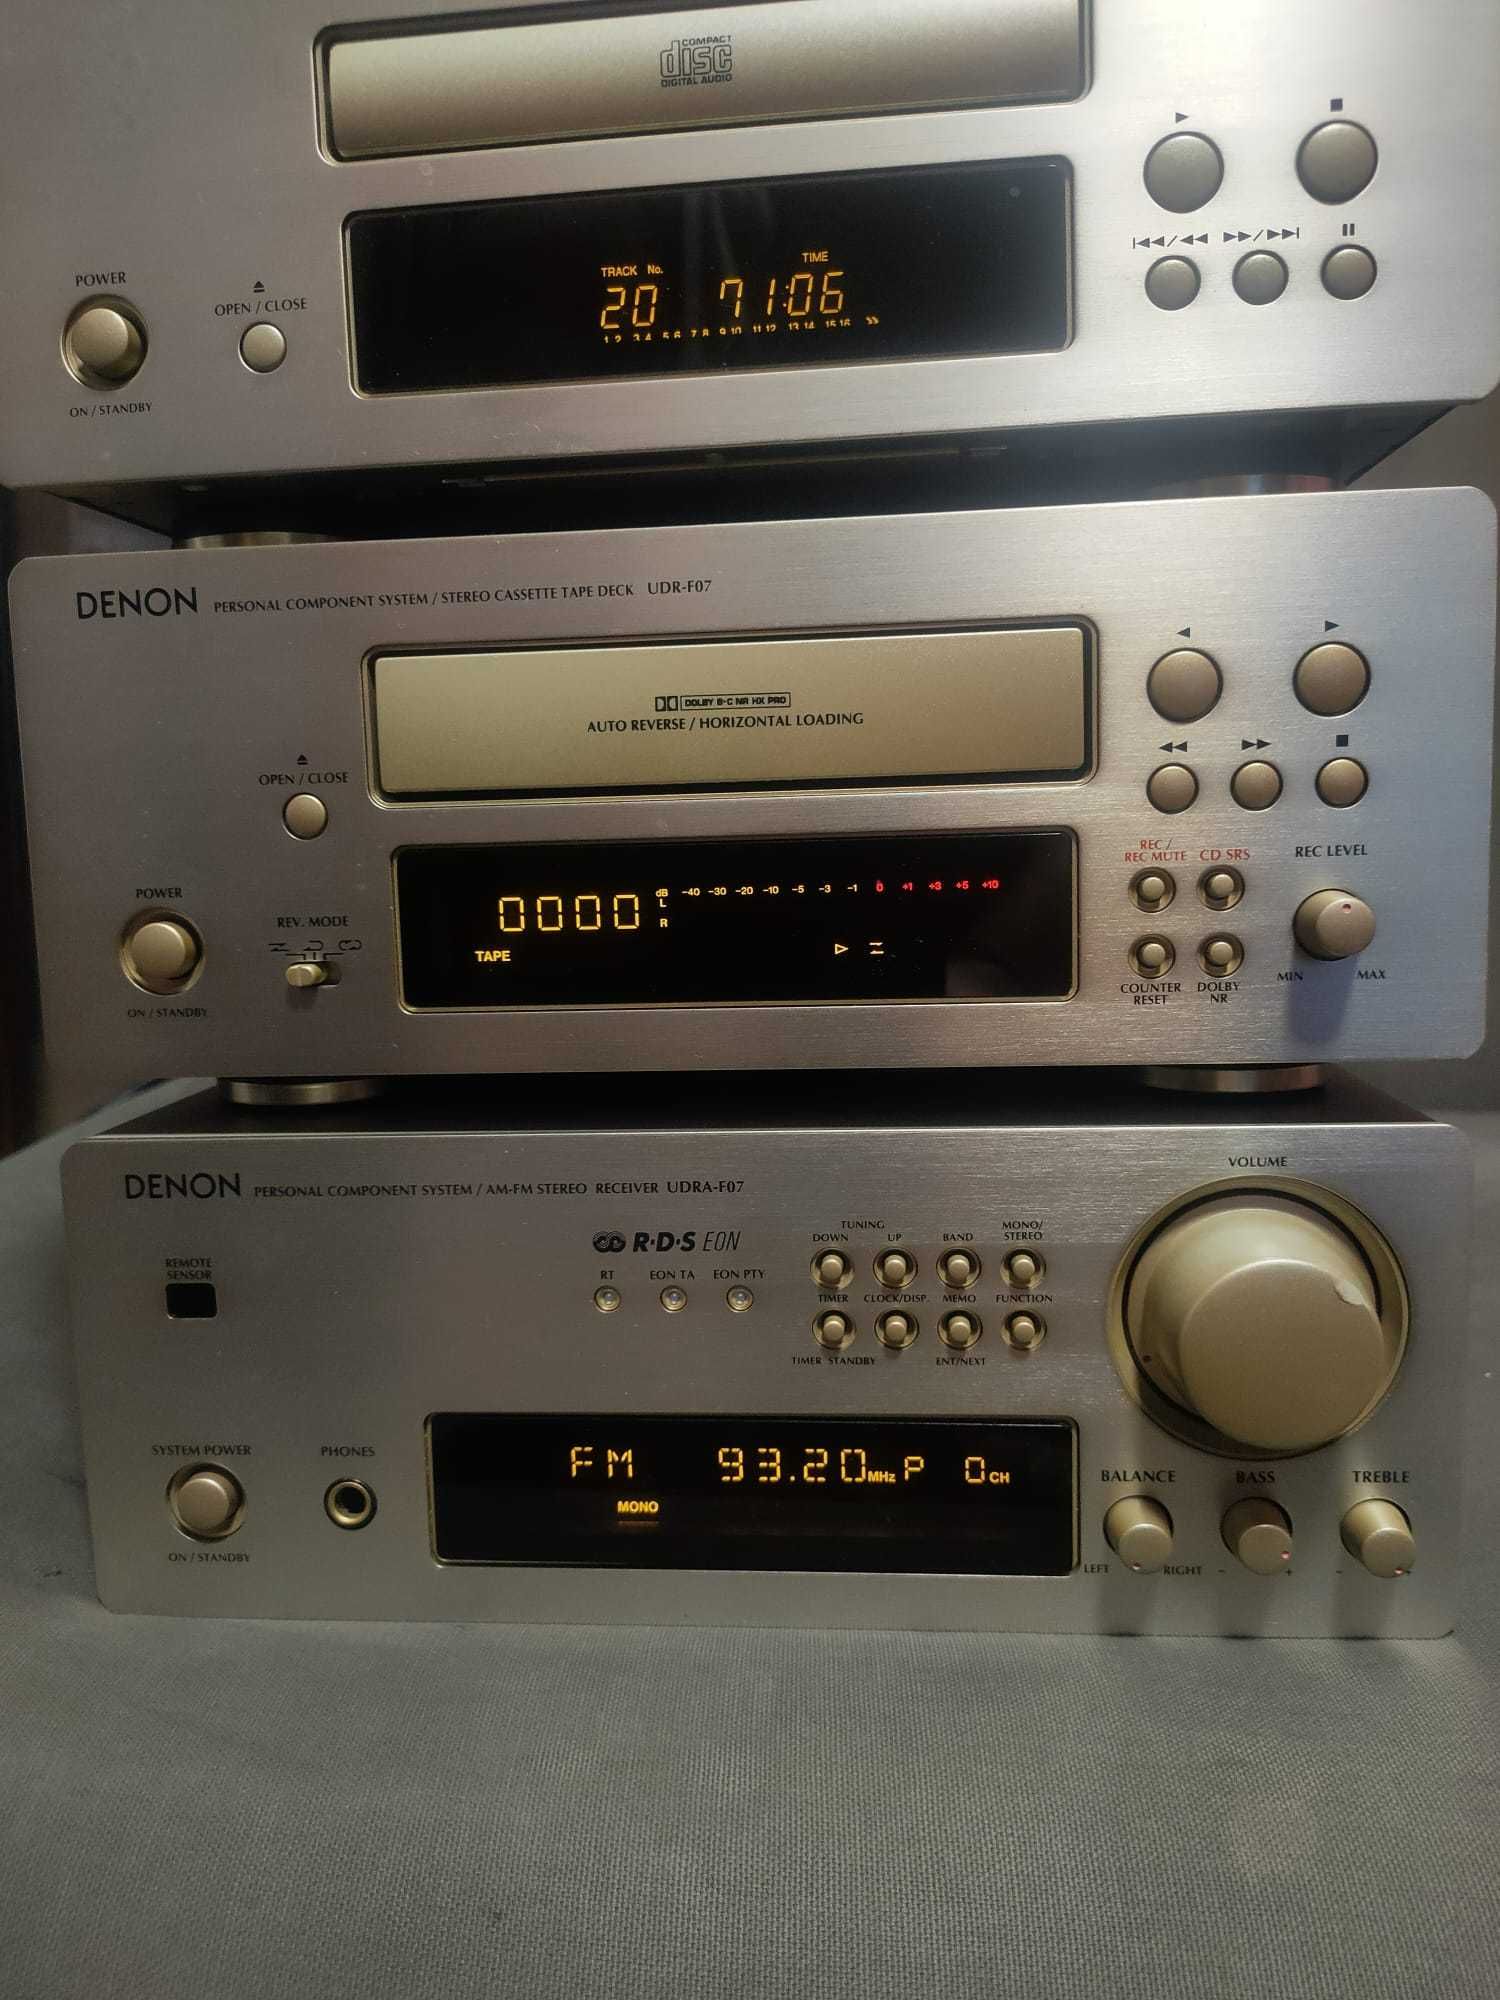 COMPACT
disc
DIGITAL AUDIO
TRACK No. TIME
20 71:06
1 2 3 4 5 6 7 8 9 10 11 12 13 14 15 16
POWER
ON / STANDBY
OPEN / CLOSE
DENON PERSONAL COMPONENT SYSTEM / STEREO CASSETTE TAPE DECK UDR-F07
DOLBY B-C NR HX PRO
AUTO REVERSE / HORIZONTAL LOADING
OPEN / CLOSE
POWER
ON / STANDBY
REV. MODE
0000
dB -40 -30 -20 -10 -5 -3 -1 0 +1 +3 +5 +10
L
R
TAPE
REC /
REC MUTE
CD SRS
REC LEVEL
COUNTER
RESET
DOLBY
NR
MIN MAX
DENON PERSONAL COMPONENT SYSTEM / AM-FM STEREO RECEIVER UDRA-F07
REMOTE
SENSOR
R·D·S EON
RT EON TA EON PTY
TUNING
DOWN UP BAND
MONO/
STEREO
TIMER CLOCK/DISP. MEMO FUNCTION
TIMER STANDBY ENT/NEXT
VOLUME
SYSTEM POWER
ON / STANDBY
PHONES
FM 93.20 MHz P 0 CH
MONO
BALANCE BASS TREBLE
LEFT RIGHT - + - +